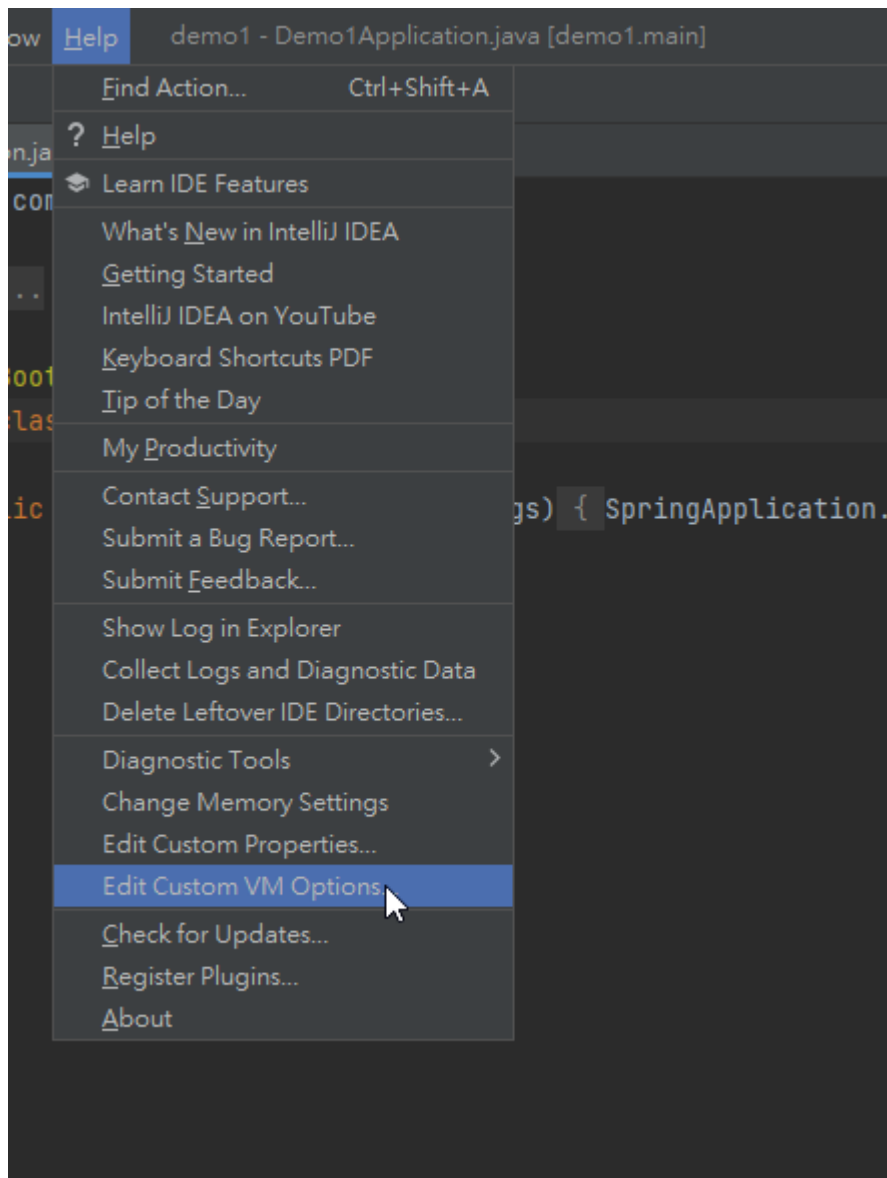 Help demo1 - Demo1Application.java [demo1.main]
Find Action... Ctrl+Shift+A
? Help
Learn IDE Features
What's New in IntelliJ IDEA
Getting Started
..
IntelliJ IDEA on YouTube
Keyboard Shortcuts PDF
Tip of the Day
My Productivity
Contact Support...
gs) { SpringApplication.
Submit a Bug Report...
Submit Feedback...
Show Log in Explorer
Collect Logs and Diagnostic Data
Delete Leftover IDE Directories...
Diagnostic Tools
Change Memory Settings
Edit Custom Properties...
Edit Custom VM Options...
Check for Updates...
Register Plugins...
About